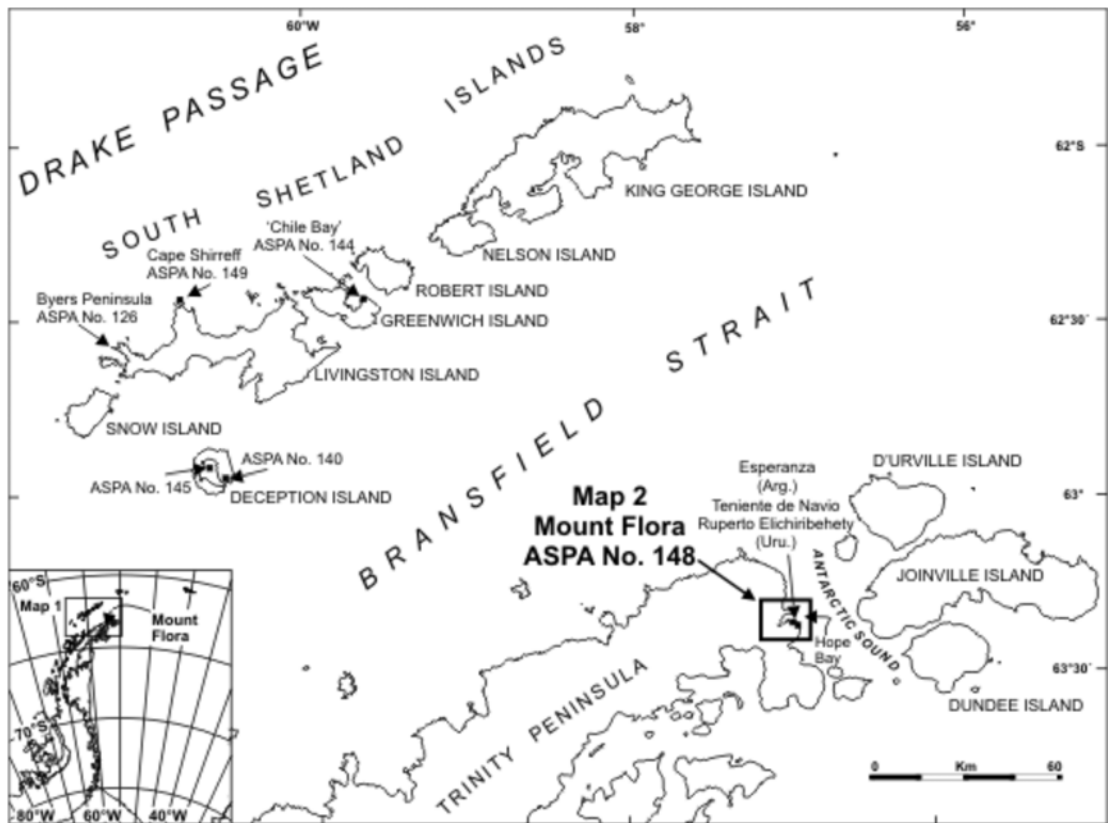 60°W
58°
56°
DRAKE PASSAGE
SOUTH SHETLAND ISLANDS
62°S
KING GEORGE ISLAND
'Chile Bay'
ASPA No. 144
NELSON ISLAND
Cape Shirreff
ASPA No. 149
ROBERT ISLAND
Byers Peninsula
ASPA No. 126
GREENWICH ISLAND
62°30´
LIVINGSTON ISLAND
SNOW ISLAND
BRANSFIELD STRAIT
ASPA No. 140
ASPA No. 145
DECEPTION ISLAND
D'URVILLE ISLAND
Esperanza
(Arg.)
Teniente de Navio
Ruperto Elichiribehety
(Uru.)
63°
Map 2
Mount Flora
ASPA No. 148
ANTARCTIC SOUND
JOINVILLE ISLAND
Hope
Bay
63°30´
DUNDEE ISLAND
TRINITY PENINSULA
60°S
Map 1
Mount
Flora
70°S
80°W
60°W
40°W
0
Km
60